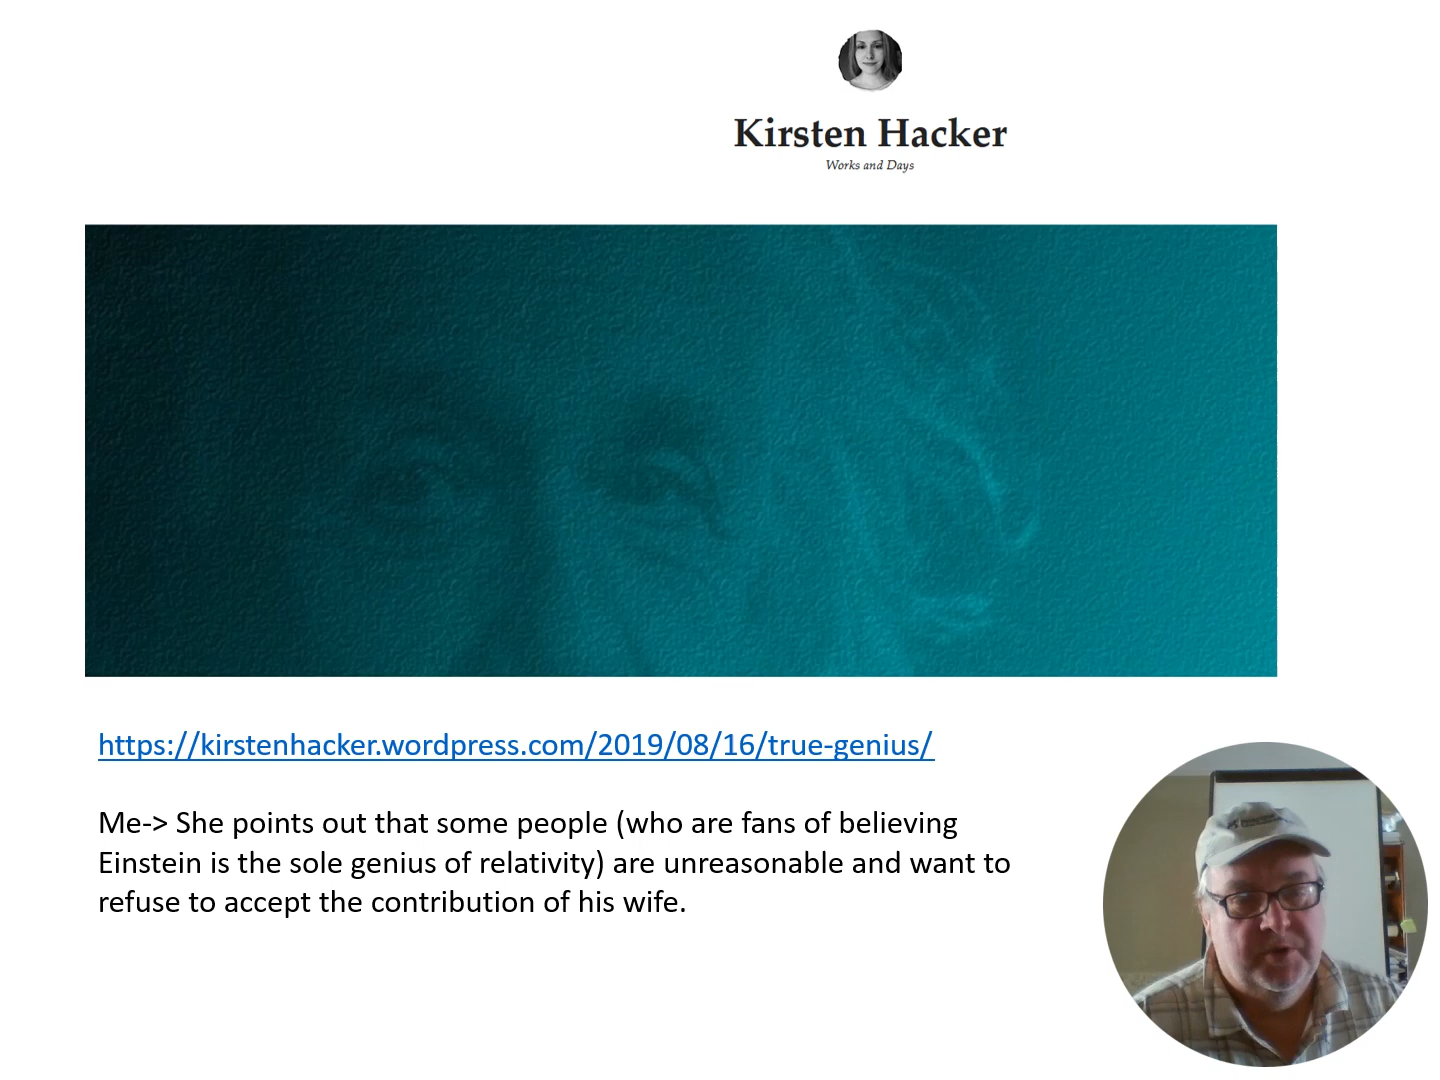 Kirsten Hacker
Works and Days
https://kirstenhacker.wordpress.com/2019/08/16/true-genius/
Me-> She points out that some people (who are fans of believing
Einstein is the sole genius of relativity) are unreasonable and want to
refuse to accept the contribution of his wife.